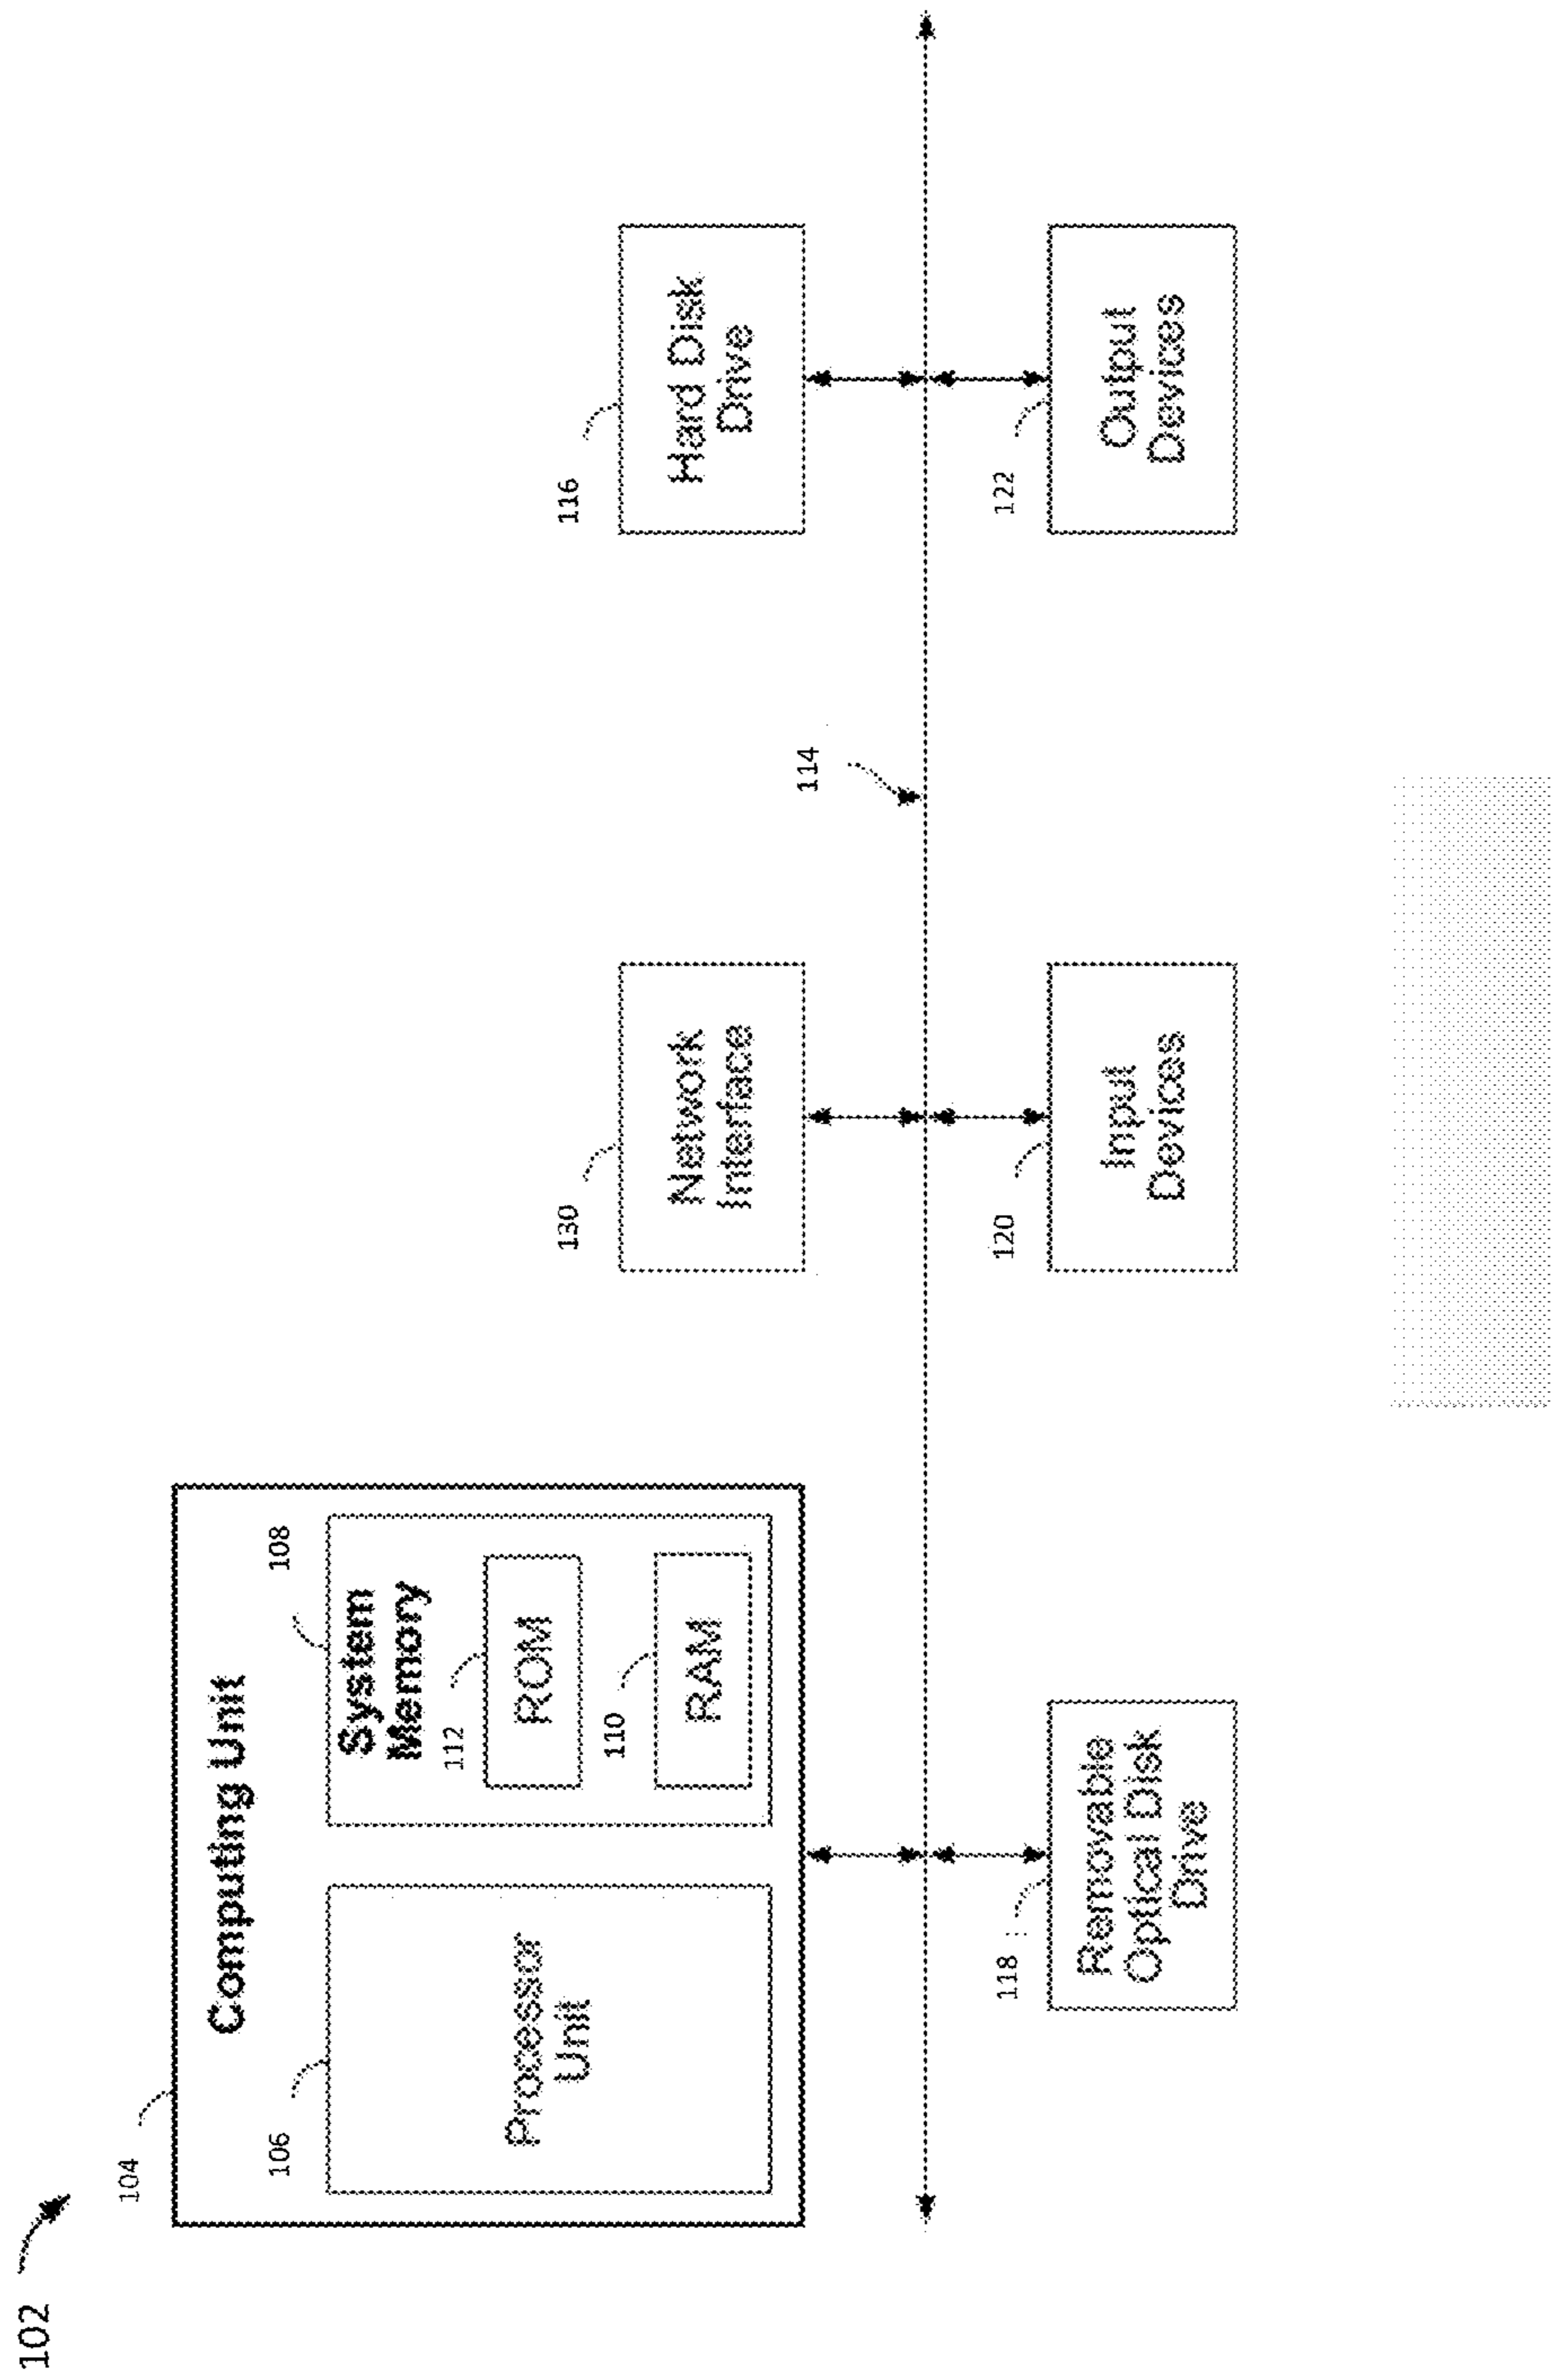 102
104
Computing Unit
106
Processor
Unit
108
System
Memory
112
ROM
110
RAM
130
Network
Interface
116
Hard Disk
Drive
114
118
Removable
Optical Disk
Drive
120
Input
Devices
122
Output
Devices